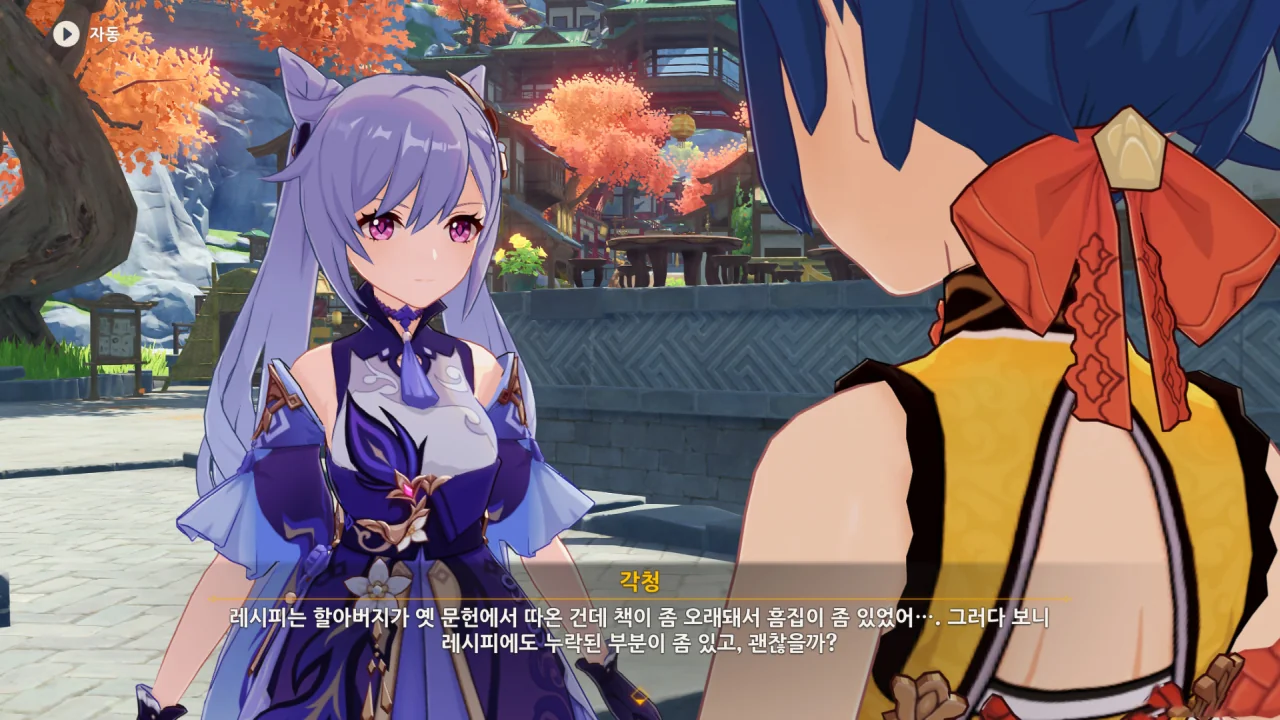 자동
각청
레시피는 할아버지가 옛 문헌에서 따온 건데 책이 좀 오래돼서 흠집이 좀 있었어…. 그러다 보니
레시피에도 누락된 부분이 좀 있고, 괜찮을까?